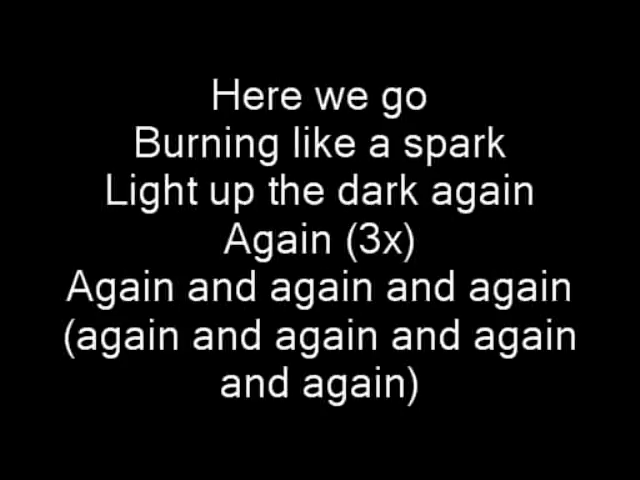 Here we go
Burning like a spark
Light up the dark again
Again (3x)
Again and again and again
(again and again and again
and again)